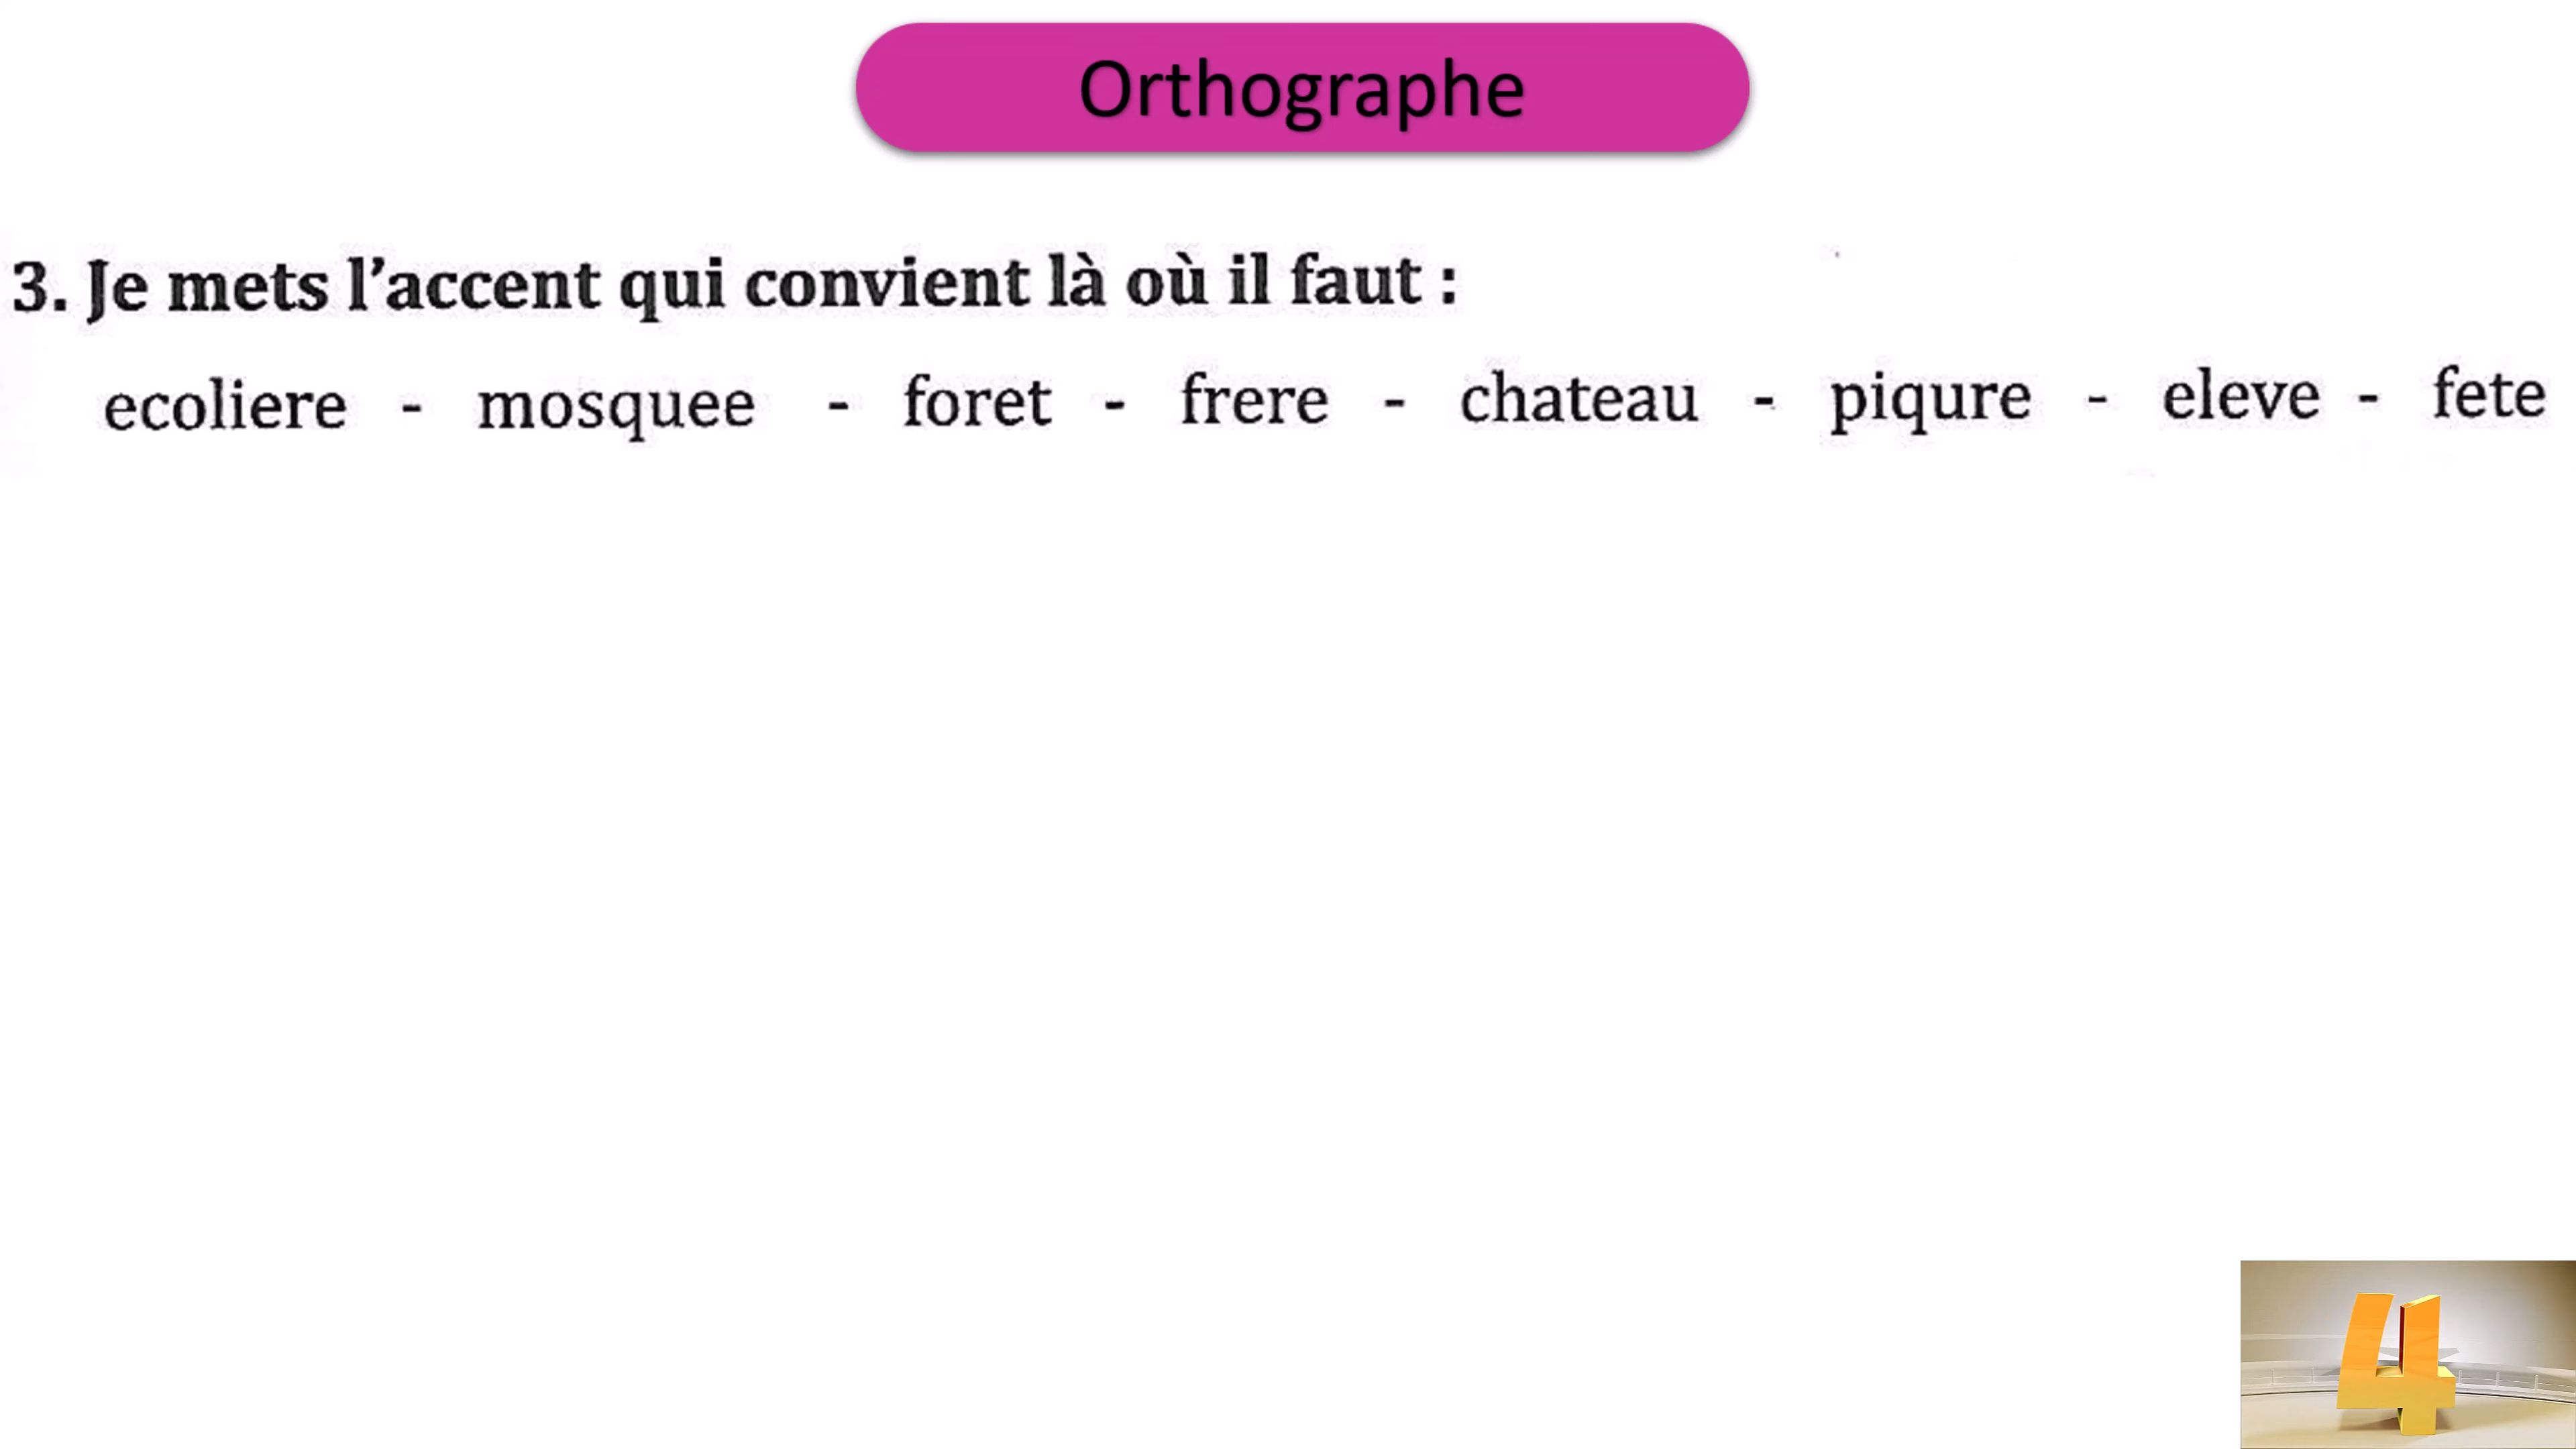 Orthographe
3. Je mets l'accent qui convient là où il faut :
ecoliere - mosquee - foret - frere - chateau - piqure - eleve - fete
4